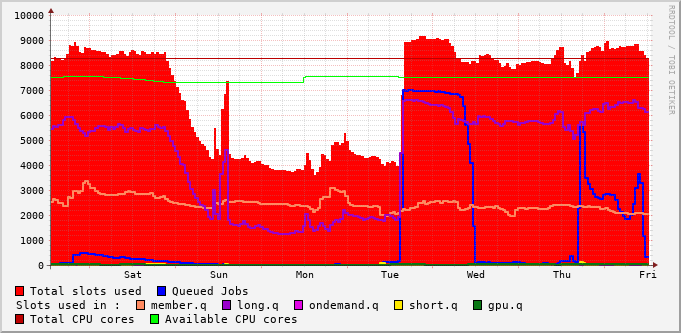 10000
9000
8000
7000
6000
5000
4000
3000
2000
1000
0
Sat Sun Mon Tue Wed Thu Fri
RRDTOOL / TOBI OETIKER
Total slots used Queued Jobs
Slots used in : member.q long.q ondemand.q short.q gpu.q
Total CPU cores Available CPU cores